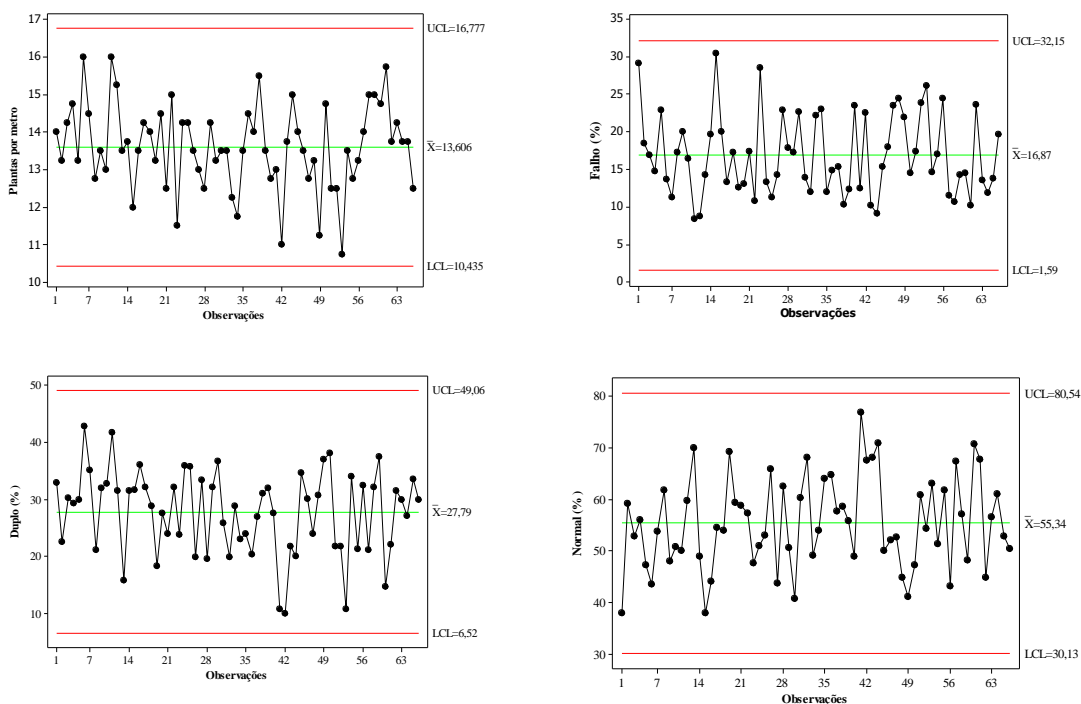 17
16
15
14
13
12
11
10
Plantas por metro
UCL=16,777
X̄=13,606
LCL=10,435
1 7 14 21 28 35 42 49 56 63
Observações
35
30
25
20
15
10
5
0
Falho (%)
UCL=32,15
X̄=16,87
LCL=1,59
1 7 14 21 28 35 42 49 56 63
Observações
50
40
30
20
10
Duplo (%)
UCL=49,06
X̄=27,79
LCL=6,52
1 7 14 21 28 35 42 49 56 63
Observações
80
70
60
50
40
30
Normal (%)
UCL=80,54
X̄=55,34
LCL=30,13
1 7 14 21 28 35 42 49 56 63
Observações